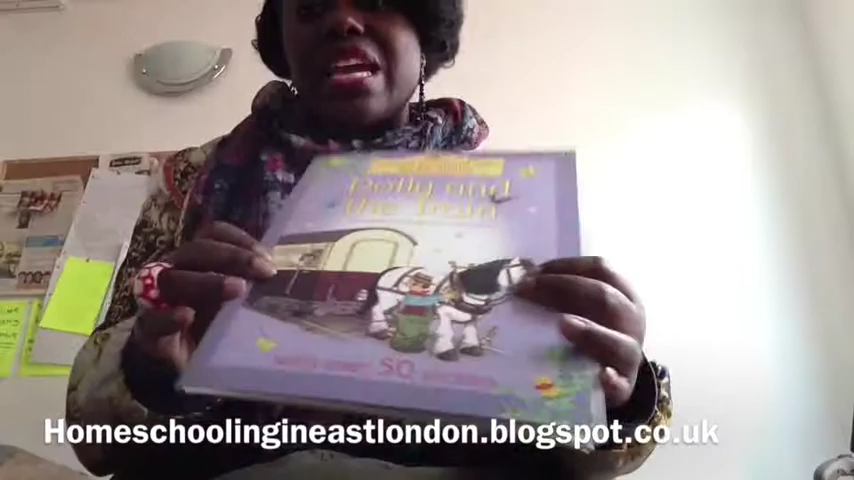 Dolly and
the Train
with over 50 stickers
Homeschoolingineastlondon.blogspot.co.uk